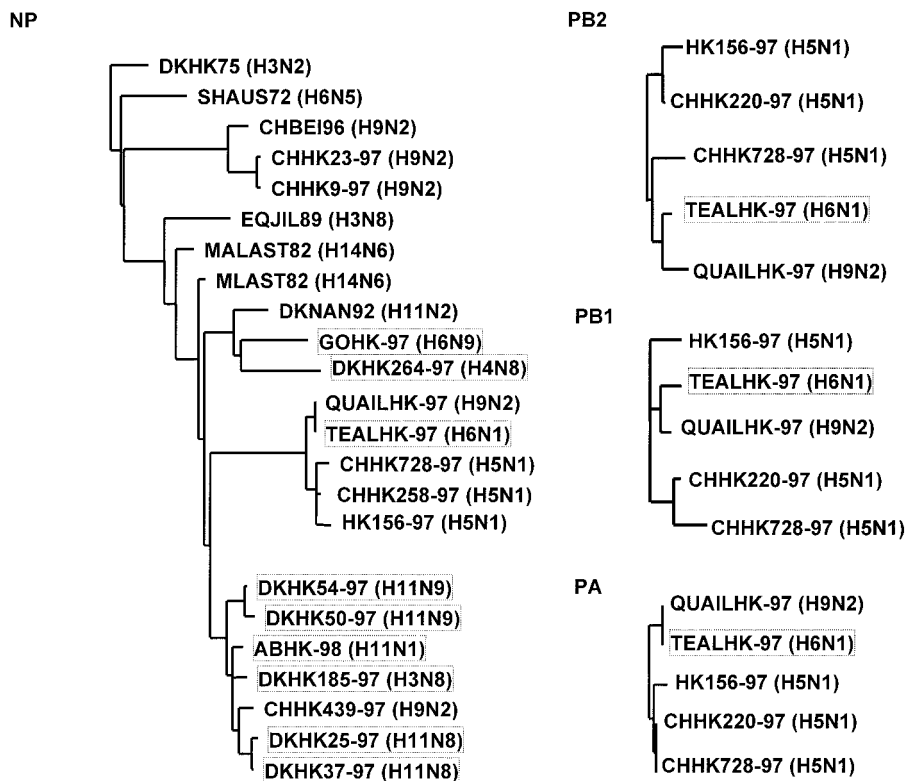 NP
DKHK75 (H3N2)
SHAUS72 (H6N5)
CHBEI96 (H9N2)
CHHK23-97 (H9N2)
CHHK9-97 (H9N2)
EQJIL89 (H3N8)
MALAST82 (H14N6)
MLAST82 (H14N6)
DKNAN92 (H11N2)
GOHK-97 (H6N9)
DKHK264-97 (H4N8)
QUAILHK-97 (H9N2)
TEALHK-97 (H6N1)
CHHK728-97 (H5N1)
CHHK258-97 (H5N1)
HK156-97 (H5N1)
DKHK54-97 (H11N9)
DKHK50-97 (H11N9)
ABHK-98 (H11N1)
DKHK185-97 (H3N8)
CHHK439-97 (H9N2)
DKHK25-97 (H11N8)
DKHK37-97 (H11N8)
PB2
HK156-97 (H5N1)
CHHK220-97 (H5N1)
CHHK728-97 (H5N1)
TEALHK-97 (H6N1)
QUAILHK-97 (H9N2)
PB1
HK156-97 (H5N1)
TEALHK-97 (H6N1)
QUAILHK-97 (H9N2)
CHHK220-97 (H5N1)
CHHK728-97 (H5N1)
PA
QUAILHK-97 (H9N2)
TEALHK-97 (H6N1)
HK156-97 (H5N1)
CHHK220-97 (H5N1)
CHHK728-97 (H5N1)